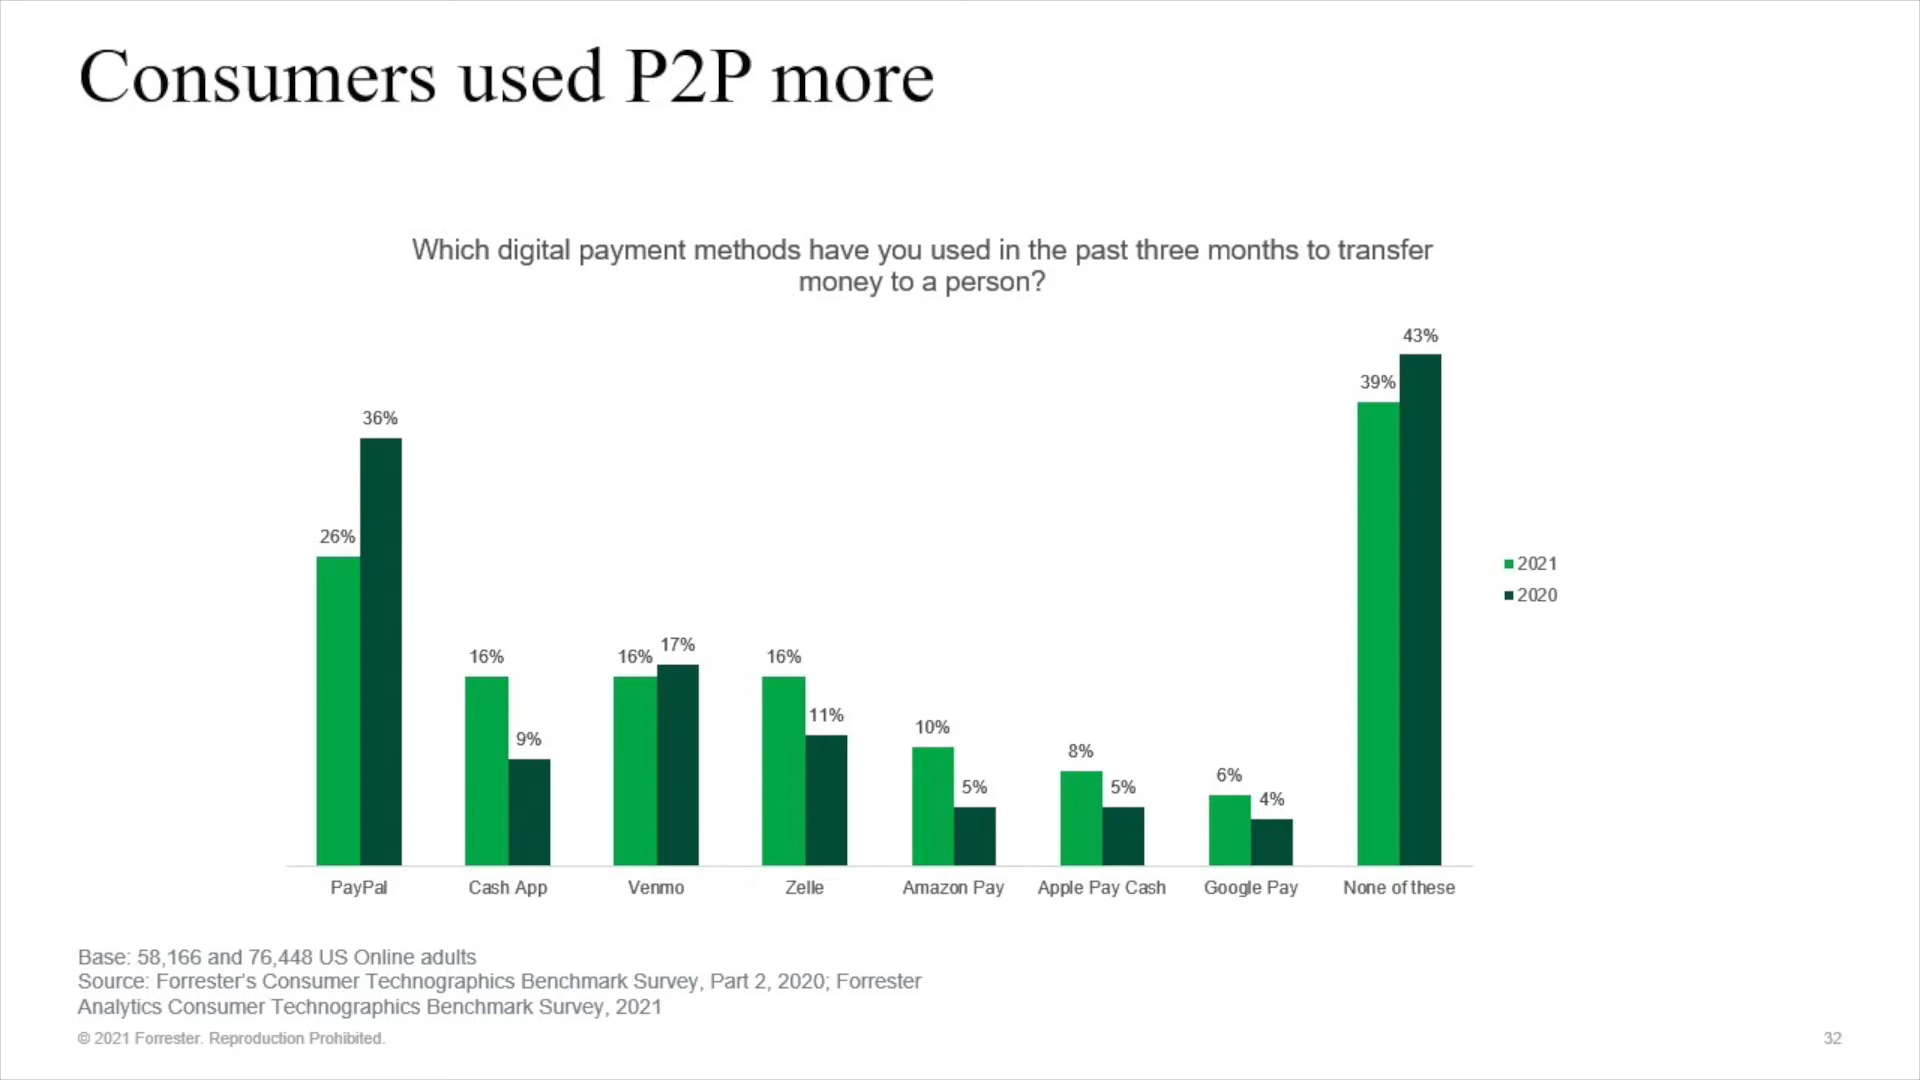 Consumers used P2P more
Which digital payment methods have you used in the past three months to transfer
money to a person?
43%
39%
36%
26%
16%
9%
16%
17%
16%
11%
10%
5%
8%
5%
6%
4%
2021
2020
PayPal
Cash App
Venmo
Zelle
Amazon Pay
Apple Pay Cash
Google Pay
None of these
Base: 58,166 and 76,448 US Online adults
Source: Forrester's Consumer Technographics Benchmark Survey, Part 2, 2020; Forrester
Analytics Consumer Technographics Benchmark Survey, 2021
© 2021 Forrester. Reproduction Prohibited.
32